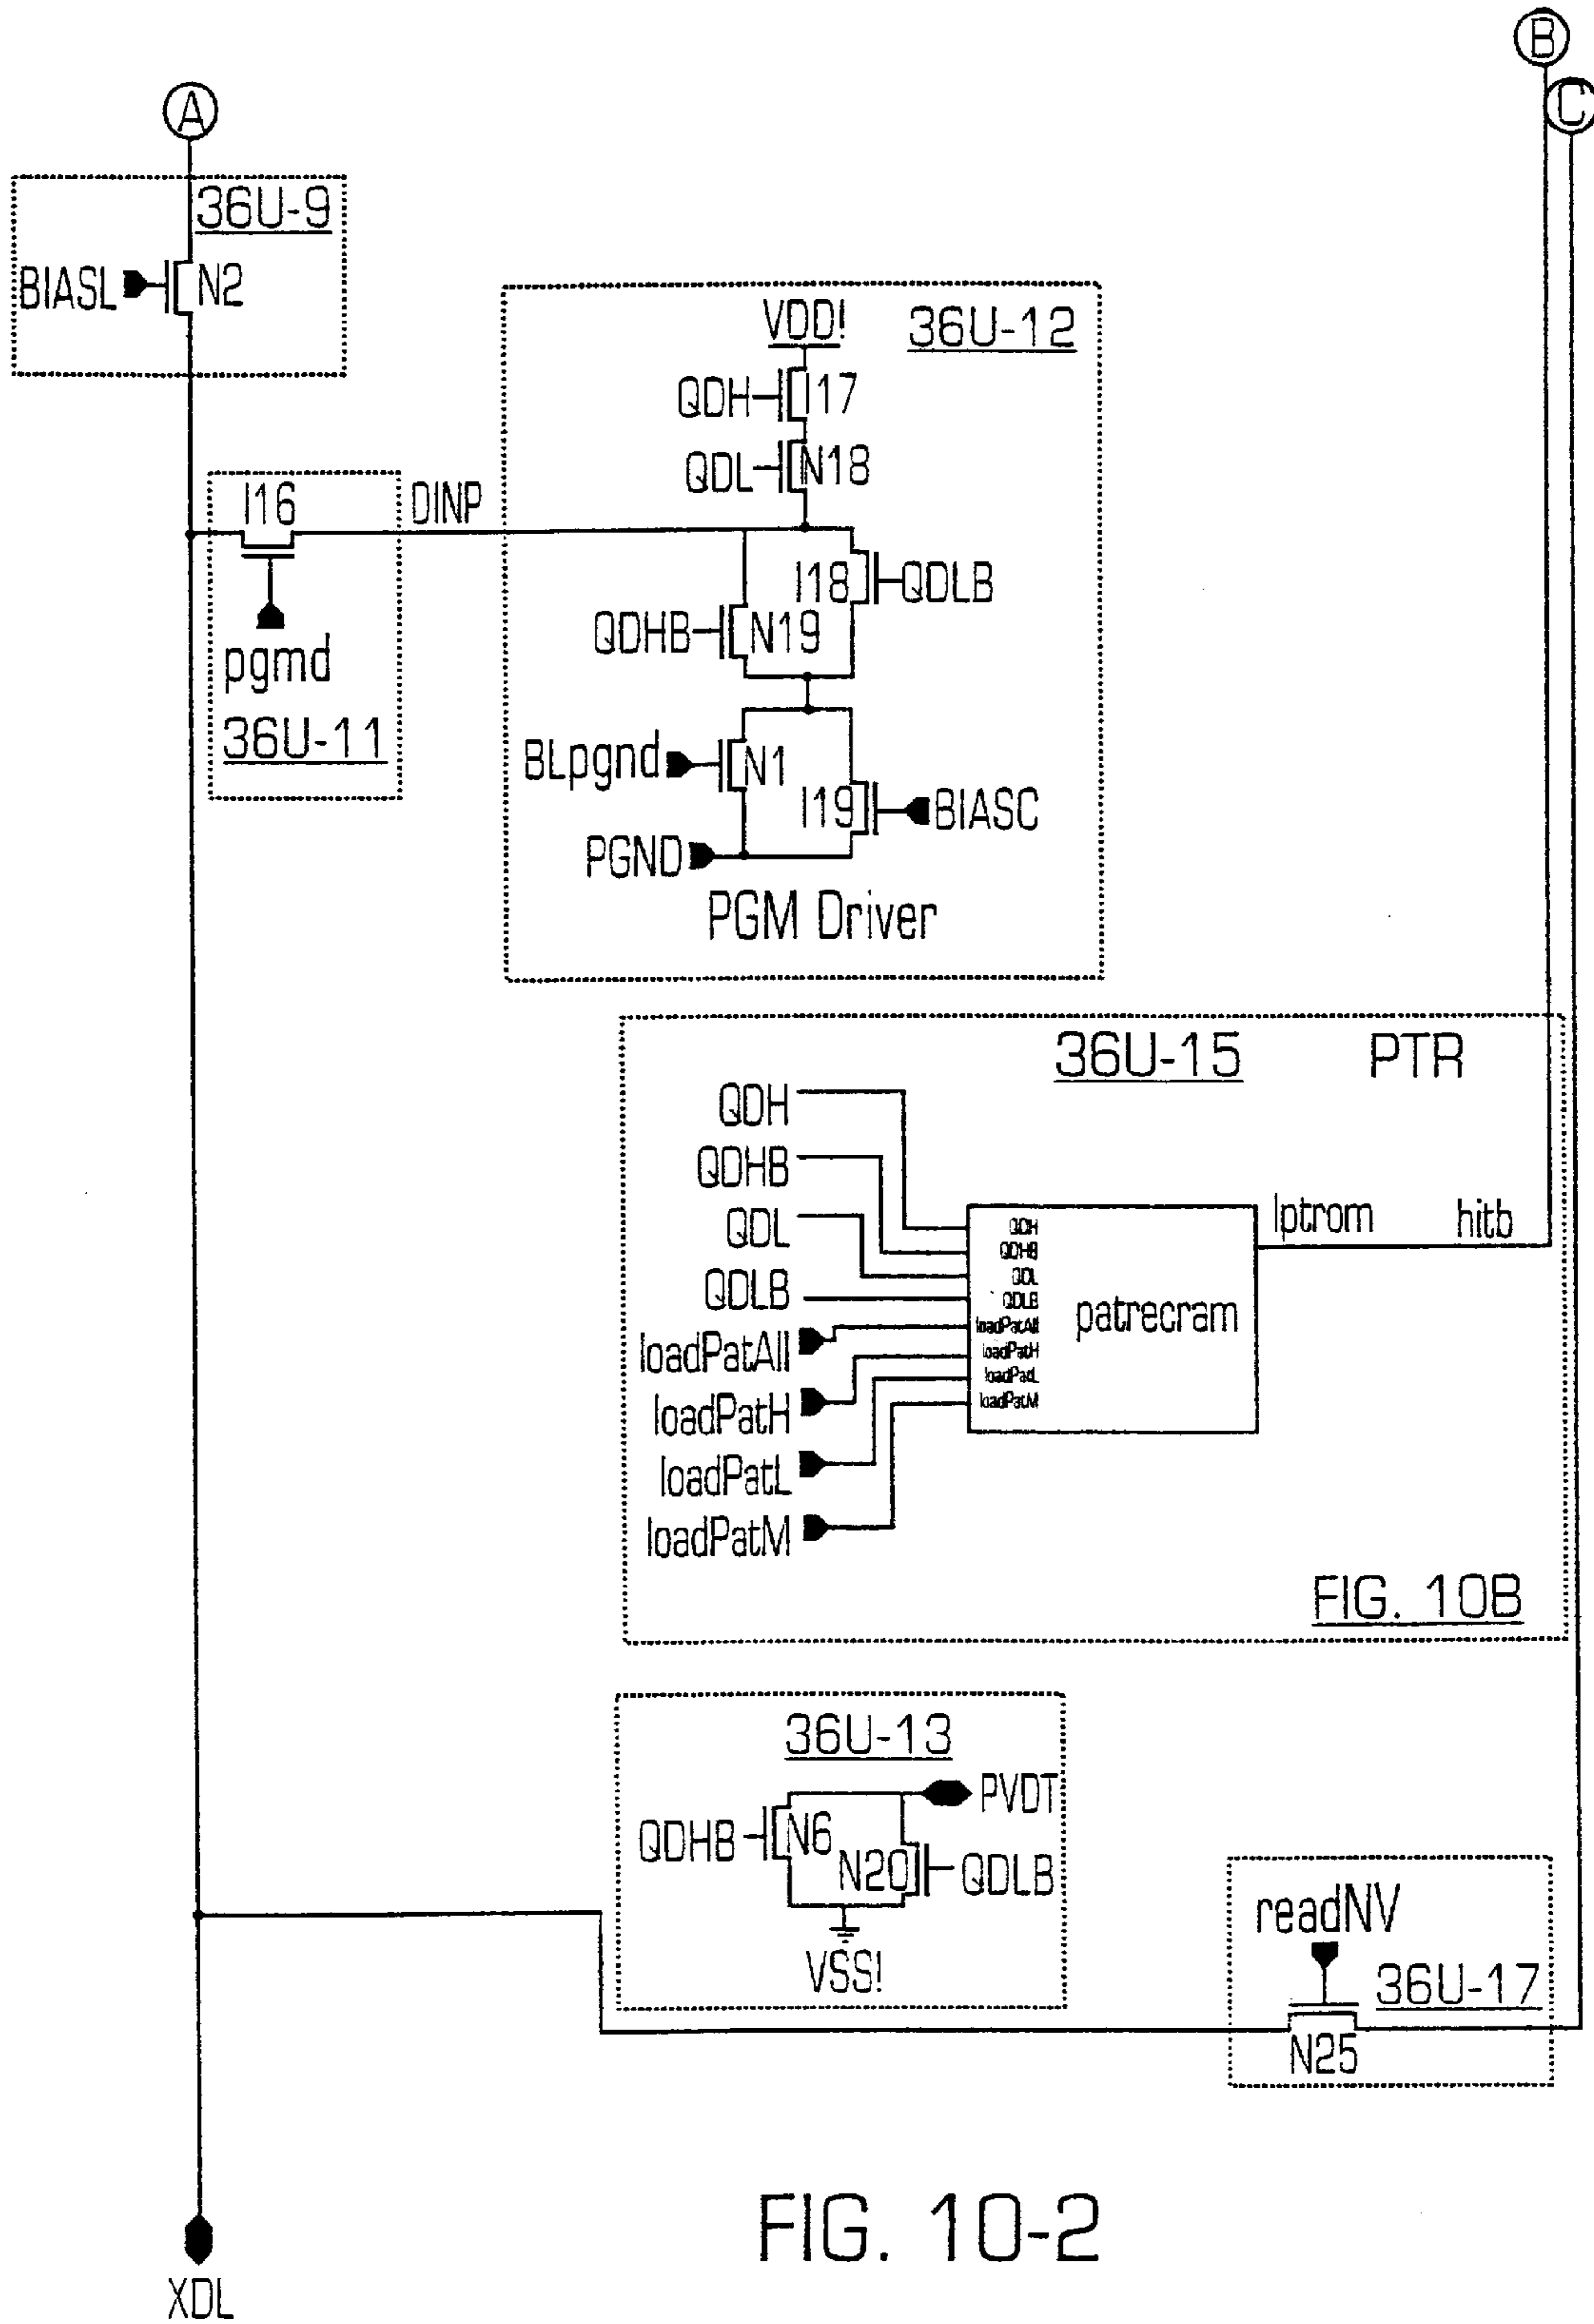 B
A
C
36U-9
BIASL
N2
VDD!
36U-12
QDH
I17
QDL
N18
I16
DINP
I18
QDLB
QDHB
N19
pgmd
36U-11
BLpgnd
N1
I19
BIASC
PGND
PGM Driver
36U-15
PTR
QDH
QDHB
QDL
QDLB
loadPatAll
loadPatH
loadPatL
loadPatM
QDH
QDHB
QDL
QDLB
loadPatAll
loadPatH
loadPatL
loadPatM
patrecram
lptrom
hitb
FIG. 10B
36U-13
PVDT
QDHB
N6
N20
QDLB
VSS!
readNV
36U-17
N25
XDL
FIG. 10-2